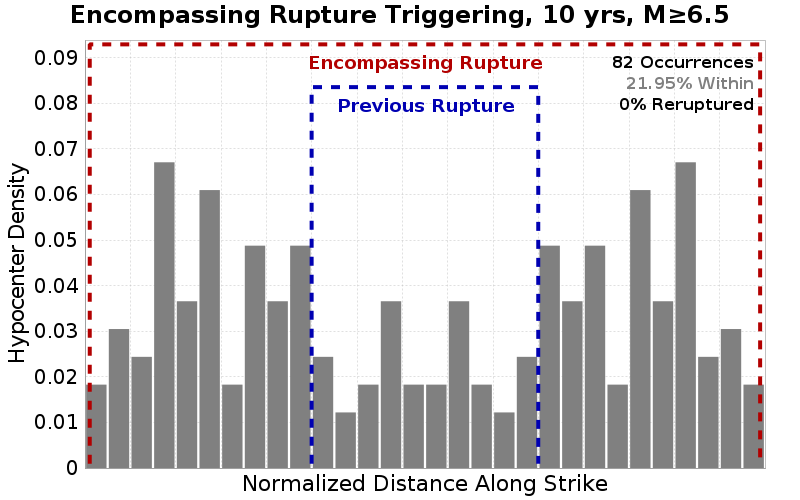 Encompassing Rupture Triggering, 10 yrs, M≥6.5
Encompassing Rupture
Previous Rupture
82 Occurrences
21.95% Within
0% Reruptured
Hypocenter Density
0.09
0.08
0.07
0.06
0.05
0.04
0.03
0.02
0.01
0
Normalized Distance Along Strike